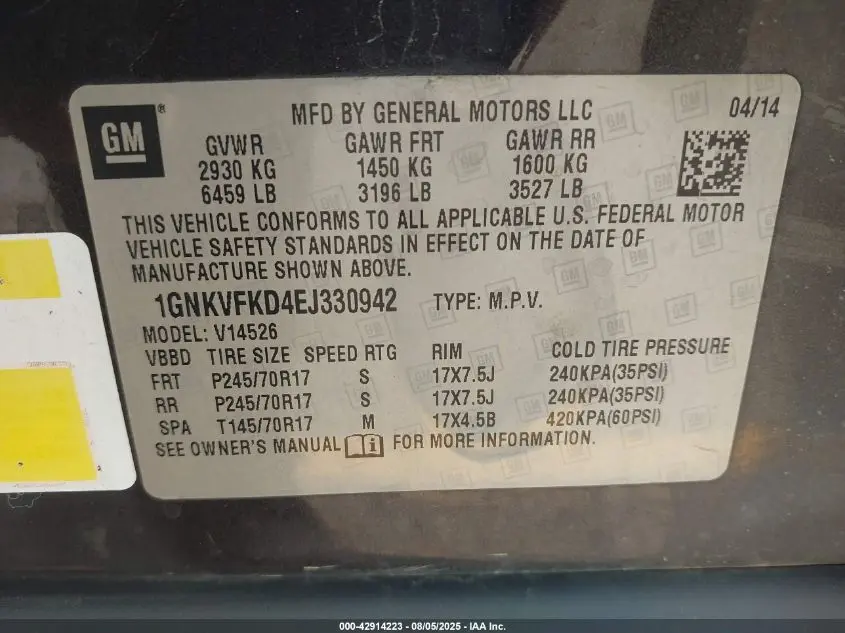 GM ® MFD BY GENERAL MOTORS LLC 04/14
GVWR GAWR FRT GAWR RR
2930 KG 1450 KG 1600 KG
6459 LB 3196 LB 3527 LB
THIS VEHICLE CONFORMS TO ALL APPLICABLE U.S. FEDERAL MOTOR
VEHICLE SAFETY STANDARDS IN EFFECT ON THE DATE OF
MANUFACTURE SHOWN ABOVE.
1GNKVFKD4EJ330942 TYPE: M.P.V.
MODEL: V14526
VBBD TIRE SIZE SPEED RTG RIM COLD TIRE PRESSURE
FRT P245/70R17 S 17X7.5J 240KPA(35PSI)
RR P245/70R17 S 17X7.5J 240KPA(35PSI)
SPA T145/70R17 M 17X4.5B 420KPA(60PSI)
SEE OWNER'S MANUAL FOR MORE INFORMATION.
000-42914223 - 08/05/2025 - IAA Inc.